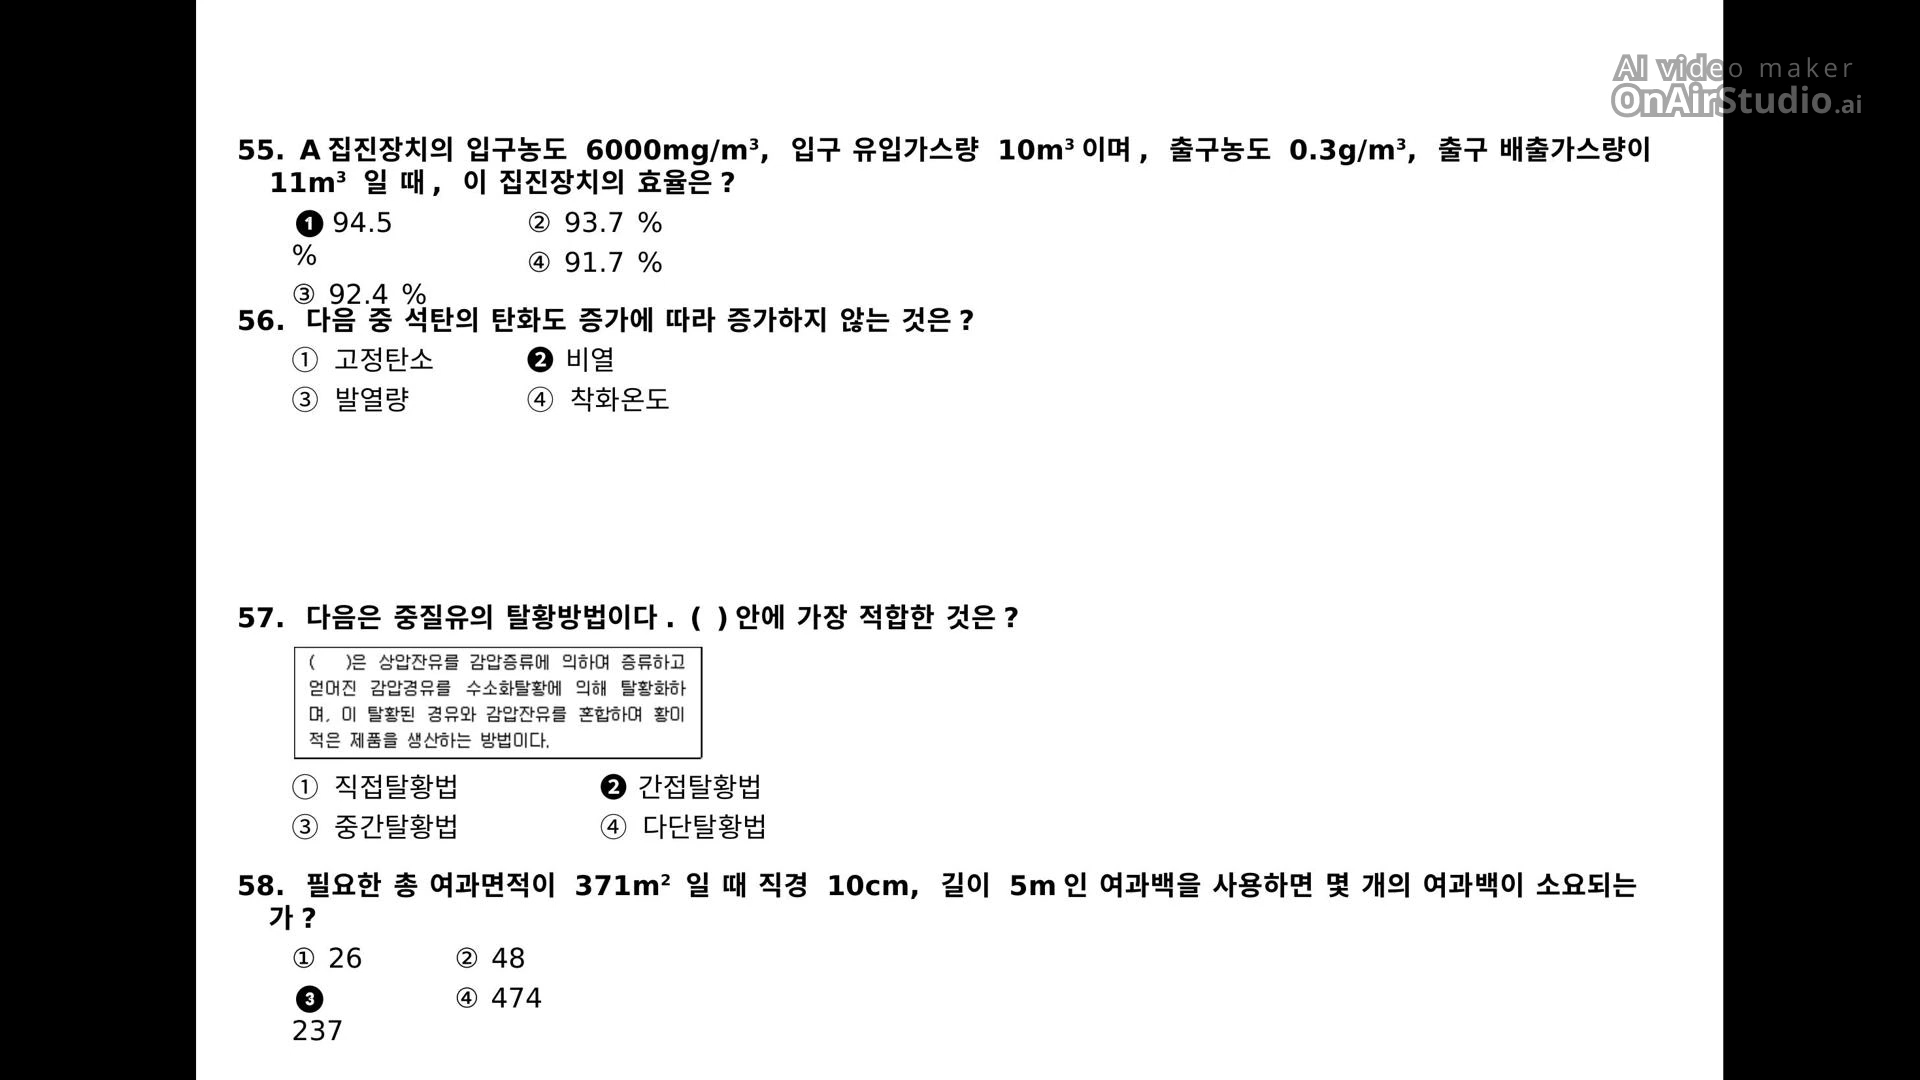 AI video maker
OnAirStudio.ai
55. A 집진장치의 입구농도 6000mg/m³, 입구 유입가스량 10m³ 이며 , 출구농도 0.3g/m³, 출구 배출가스량이
11m³ 일 때 , 이 집진장치의 효율은 ?
❶ 94.5
%
② 93.7 %
③ 92.4 %
④ 91.7 %
56. 다음 중 석탄의 탄화도 증가에 따라 증가하지 않는 것은 ?
① 고정탄소 ❷ 비열
③ 발열량 ④ 착화온도
57. 다음은 중질유의 탈황방법이다 . ( ) 안에 가장 적합한 것은 ?
( )은 상압잔유를 감압증류에 의하여 증류하고
얻어진 감압경유를 수소화탈황에 의해 탈황화하
며, 이 탈황된 경유와 감압잔유를 혼합하여 황이
적은 제품을 생산하는 방법이다.
① 직접탈황법 ❷ 간접탈황법
③ 중간탈황법 ④ 다단탈황법
58. 필요한 총 여과면적이 371m² 일 때 직경 10cm, 길이 5m 인 여과백을 사용하면 몇 개의 여과백이 소요되는
가 ?
① 26 ② 48
❸
237
④ 474